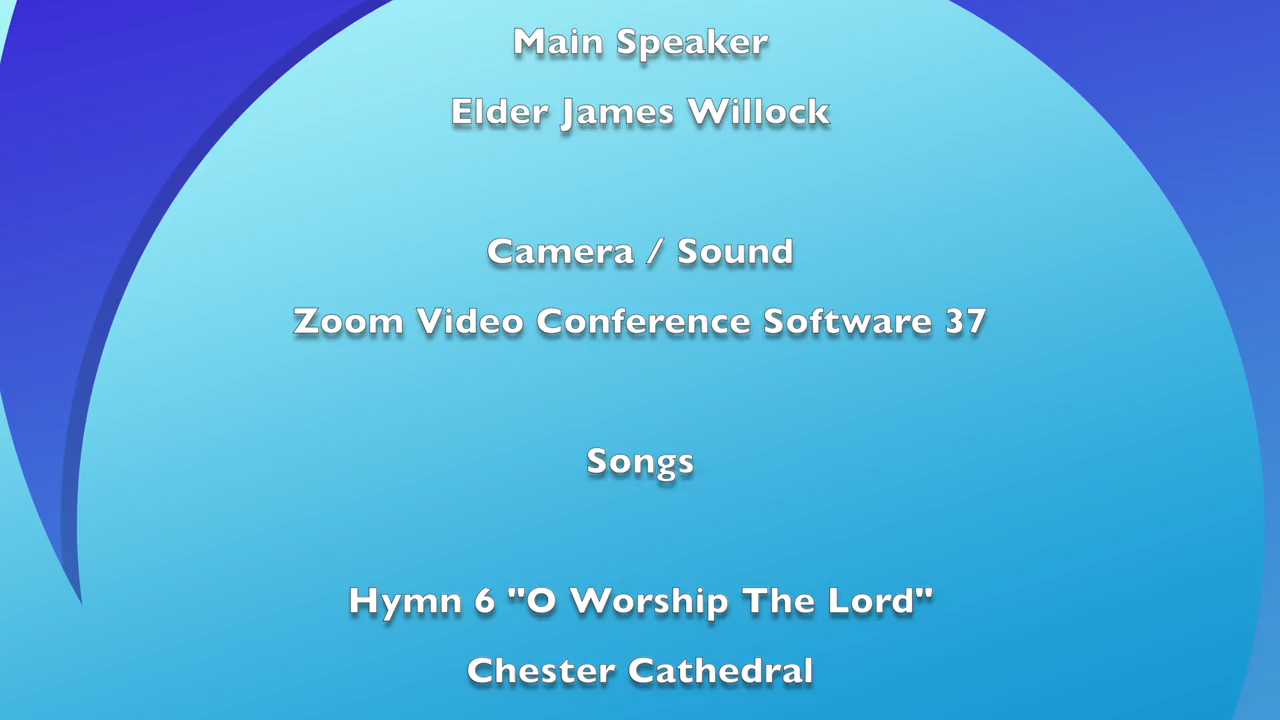 Main Speaker
Elder James Willock
Camera / Sound
Zoom Video Conference Software 37
Songs
Hymn 6 "O Worship The Lord"
Chester Cathedral